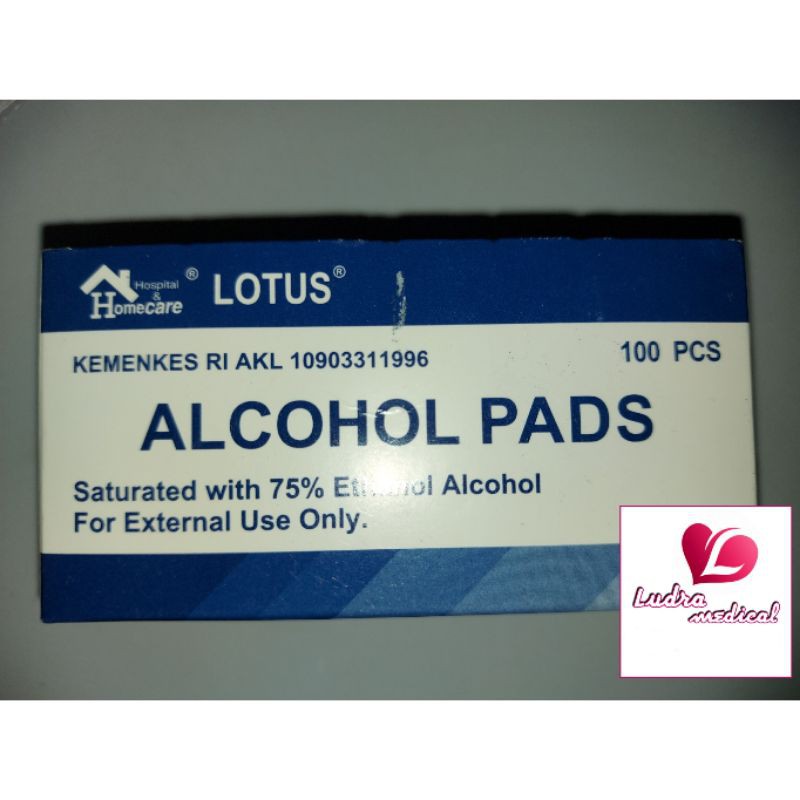 Hospital
&
Homecare ® LOTUS®
KEMENKES RI AKL 10903311996
100 PCS
ALCOHOL PADS
Saturated with 75% Alcohol
For External Use Only.
Ludra
medical